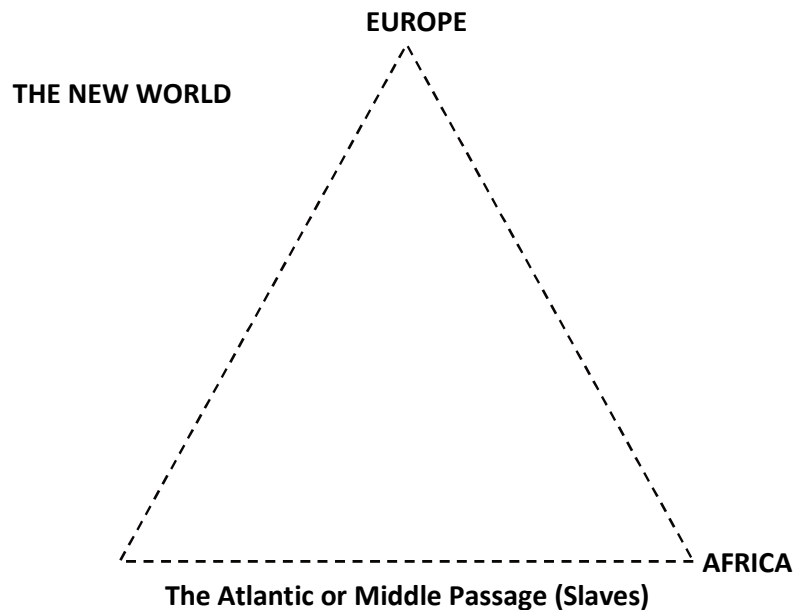 EUROPE
THE NEW WORLD
AFRICA
The Atlantic or Middle Passage (Slaves)